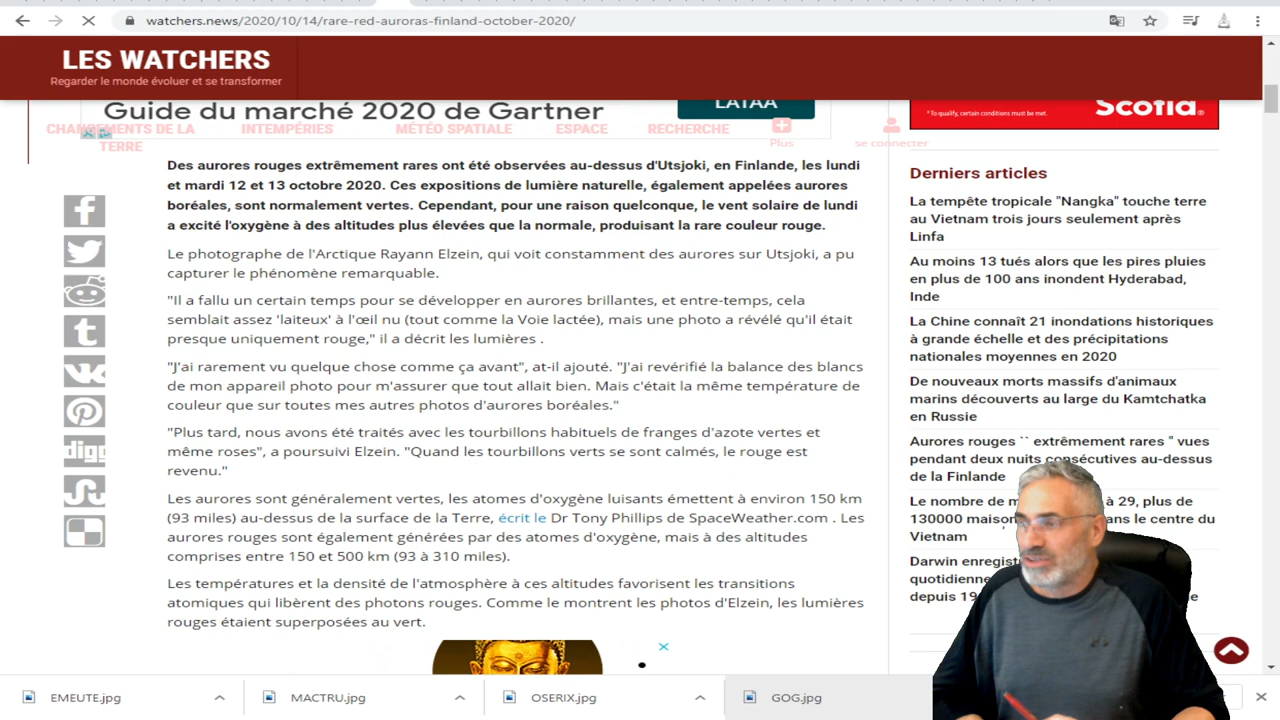 watchers.news/2020/10/14/rare-red-auroras-finland-october-2020/
LES WATCHERS
Regarder le monde évoluer et se transformer
Guide du marché 2020 de Gartner
LATAA
CHANGEMENTS DE LA TERRE
INTEMPÉRIES
MÉTÉO SPATIALE
ESPACE
RECHERCHE
Plus
se connecter
*To qualify, certain conditions must be met.
Scotia®
Des aurores rouges extrêmement rares ont été observées au-dessus d'Utsjoki, en Finlande, les lundi
et mardi 12 et 13 octobre 2020. Ces expositions de lumière naturelle, également appelées aurores
boréales, sont normalement vertes. Cependant, pour une raison quelconque, le vent solaire de lundi
a excité l'oxygène à des altitudes plus élevées que la normale, produisant la rare couleur rouge.
Le photographe de l'Arctique Rayann Elzein, qui voit constamment des aurores sur Utsjoki, a pu
capturer le phénomène remarquable.
"Il a fallu un certain temps pour se développer en aurores brillantes, et entre-temps, cela
semblait assez 'laiteux' à l'œil nu (tout comme la Voie lactée), mais une photo a révélé qu'il était
presque uniquement rouge," il a décrit les lumières .
"J'ai rarement vu quelque chose comme ça avant", at-il ajouté. "J'ai revérifié la balance des blancs
de mon appareil photo pour m'assurer que tout allait bien. Mais c'était la même température de
couleur que sur toutes mes autres photos d'aurores boréales."
"Plus tard, nous avons été traités avec les tourbillons habituels de franges d'azote vertes et
même roses", a poursuivi Elzein. "Quand les tourbillons verts se sont calmés, le rouge est
revenu."
Les aurores sont généralement vertes, les atomes d'oxygène luisants émettent à environ 150 km
(93 miles) au-dessus de la surface de la Terre, écrit le Dr Tony Phillips de SpaceWeather.com . Les
aurores rouges sont également générées par des atomes d'oxygène, mais à des altitudes
comprises entre 150 et 500 km (93 à 310 miles).
Les températures et la densité de l'atmosphère à ces altitudes favorisent les transitions
atomiques qui libèrent des photons rouges. Comme le montrent les photos d'Elzein, les lumières
rouges étaient superposées au vert.
Derniers articles
La tempête tropicale "Nangka" touche terre
au Vietnam trois jours seulement après
Linfa
Au moins 13 tués alors que les pires pluies
en plus de 100 ans inondent Hyderabad,
Inde
La Chine connaît 21 inondations historiques
à grande échelle et des précipitations
nationales moyennes en 2020
De nouveaux morts massifs d'animaux
marins découverts au large du Kamtchatka
en Russie
Aurores rouges `` extrêmement rares '' vues
pendant deux nuits consécutives au-dessus
de la Finlande
Le nombre de à 29, plus de
130000 dans le centre du
Vietnam
Darwin
depuis
digg
EMEUTE.jpg
MACTRU.jpg
OSERIX.jpg
GOG.jpg